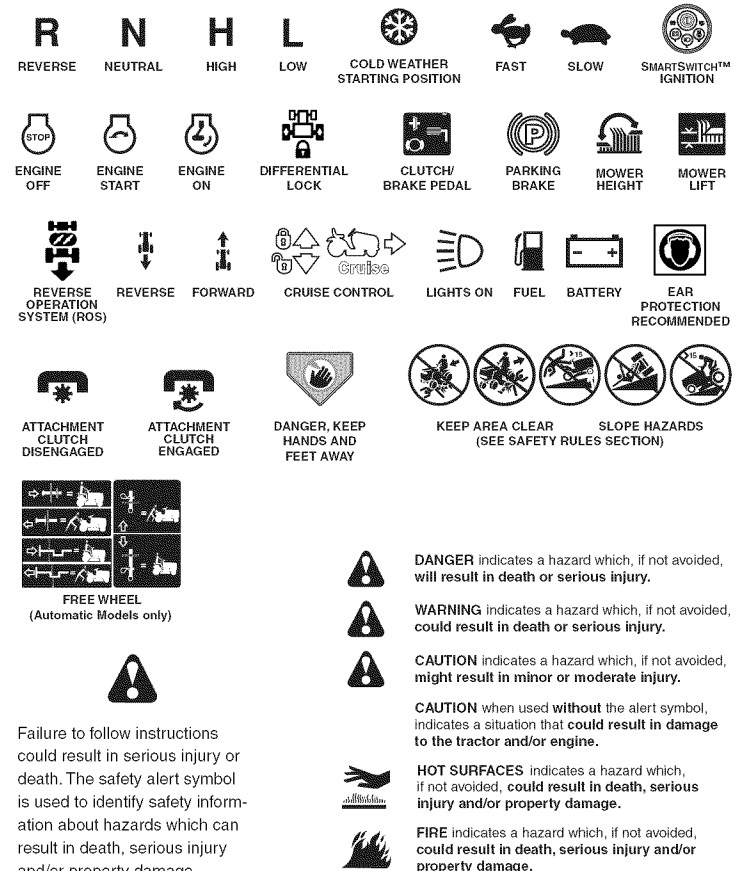 R
N
H
L
REVERSE
NEUTRAL
HIGH
LOW
COLD WEATHER
STARTING POSITION
FAST
SLOW
SMARTSWITCH™
IGNITION
STOP
ENGINE
OFF
ENGINE
START
ENGINE
ON
DIFFERENTIAL
LOCK
CLUTCH/
BRAKE PEDAL
P
PARKING
BRAKE
MOWER
HEIGHT
MOWER
LIFT
REVERSE
OPERATION
SYSTEM (ROS)
REVERSE
FORWARD
Cruise
CRUISE CONTROL
LIGHTS ON
FUEL
BATTERY
EAR
PROTECTION
RECOMMENDED
ATTACHMENT
CLUTCH
DISENGAGED
ATTACHMENT
CLUTCH
ENGAGED
DANGER, KEEP
HANDS AND
FEET AWAY
15
15
KEEP AREA CLEAR
SLOPE HAZARDS
(SEE SAFETY RULES SECTION)
FREE WHEEL
(Automatic Models only)
Failure to follow instructions
could result in serious injury or
death. The safety alert symbol
is used to identify safety inform-
ation about hazards which can
result in death, serious injury
and/or property damage.
DANGER indicates a hazard which, if not avoided,
will result in death or serious injury.
WARNING indicates a hazard which, if not avoided,
could result in death or serious injury.
CAUTION indicates a hazard which, if not avoided,
might result in minor or moderate injury.
CAUTION when used without the alert symbol,
indicates a situation that could result in damage
to the tractor and/or engine.
HOT SURFACES indicates a hazard which,
if not avoided, could result in death, serious
injury and/or property damage.
FIRE indicates a hazard which, if not avoided,
could result in death, serious injury and/or
property damage.